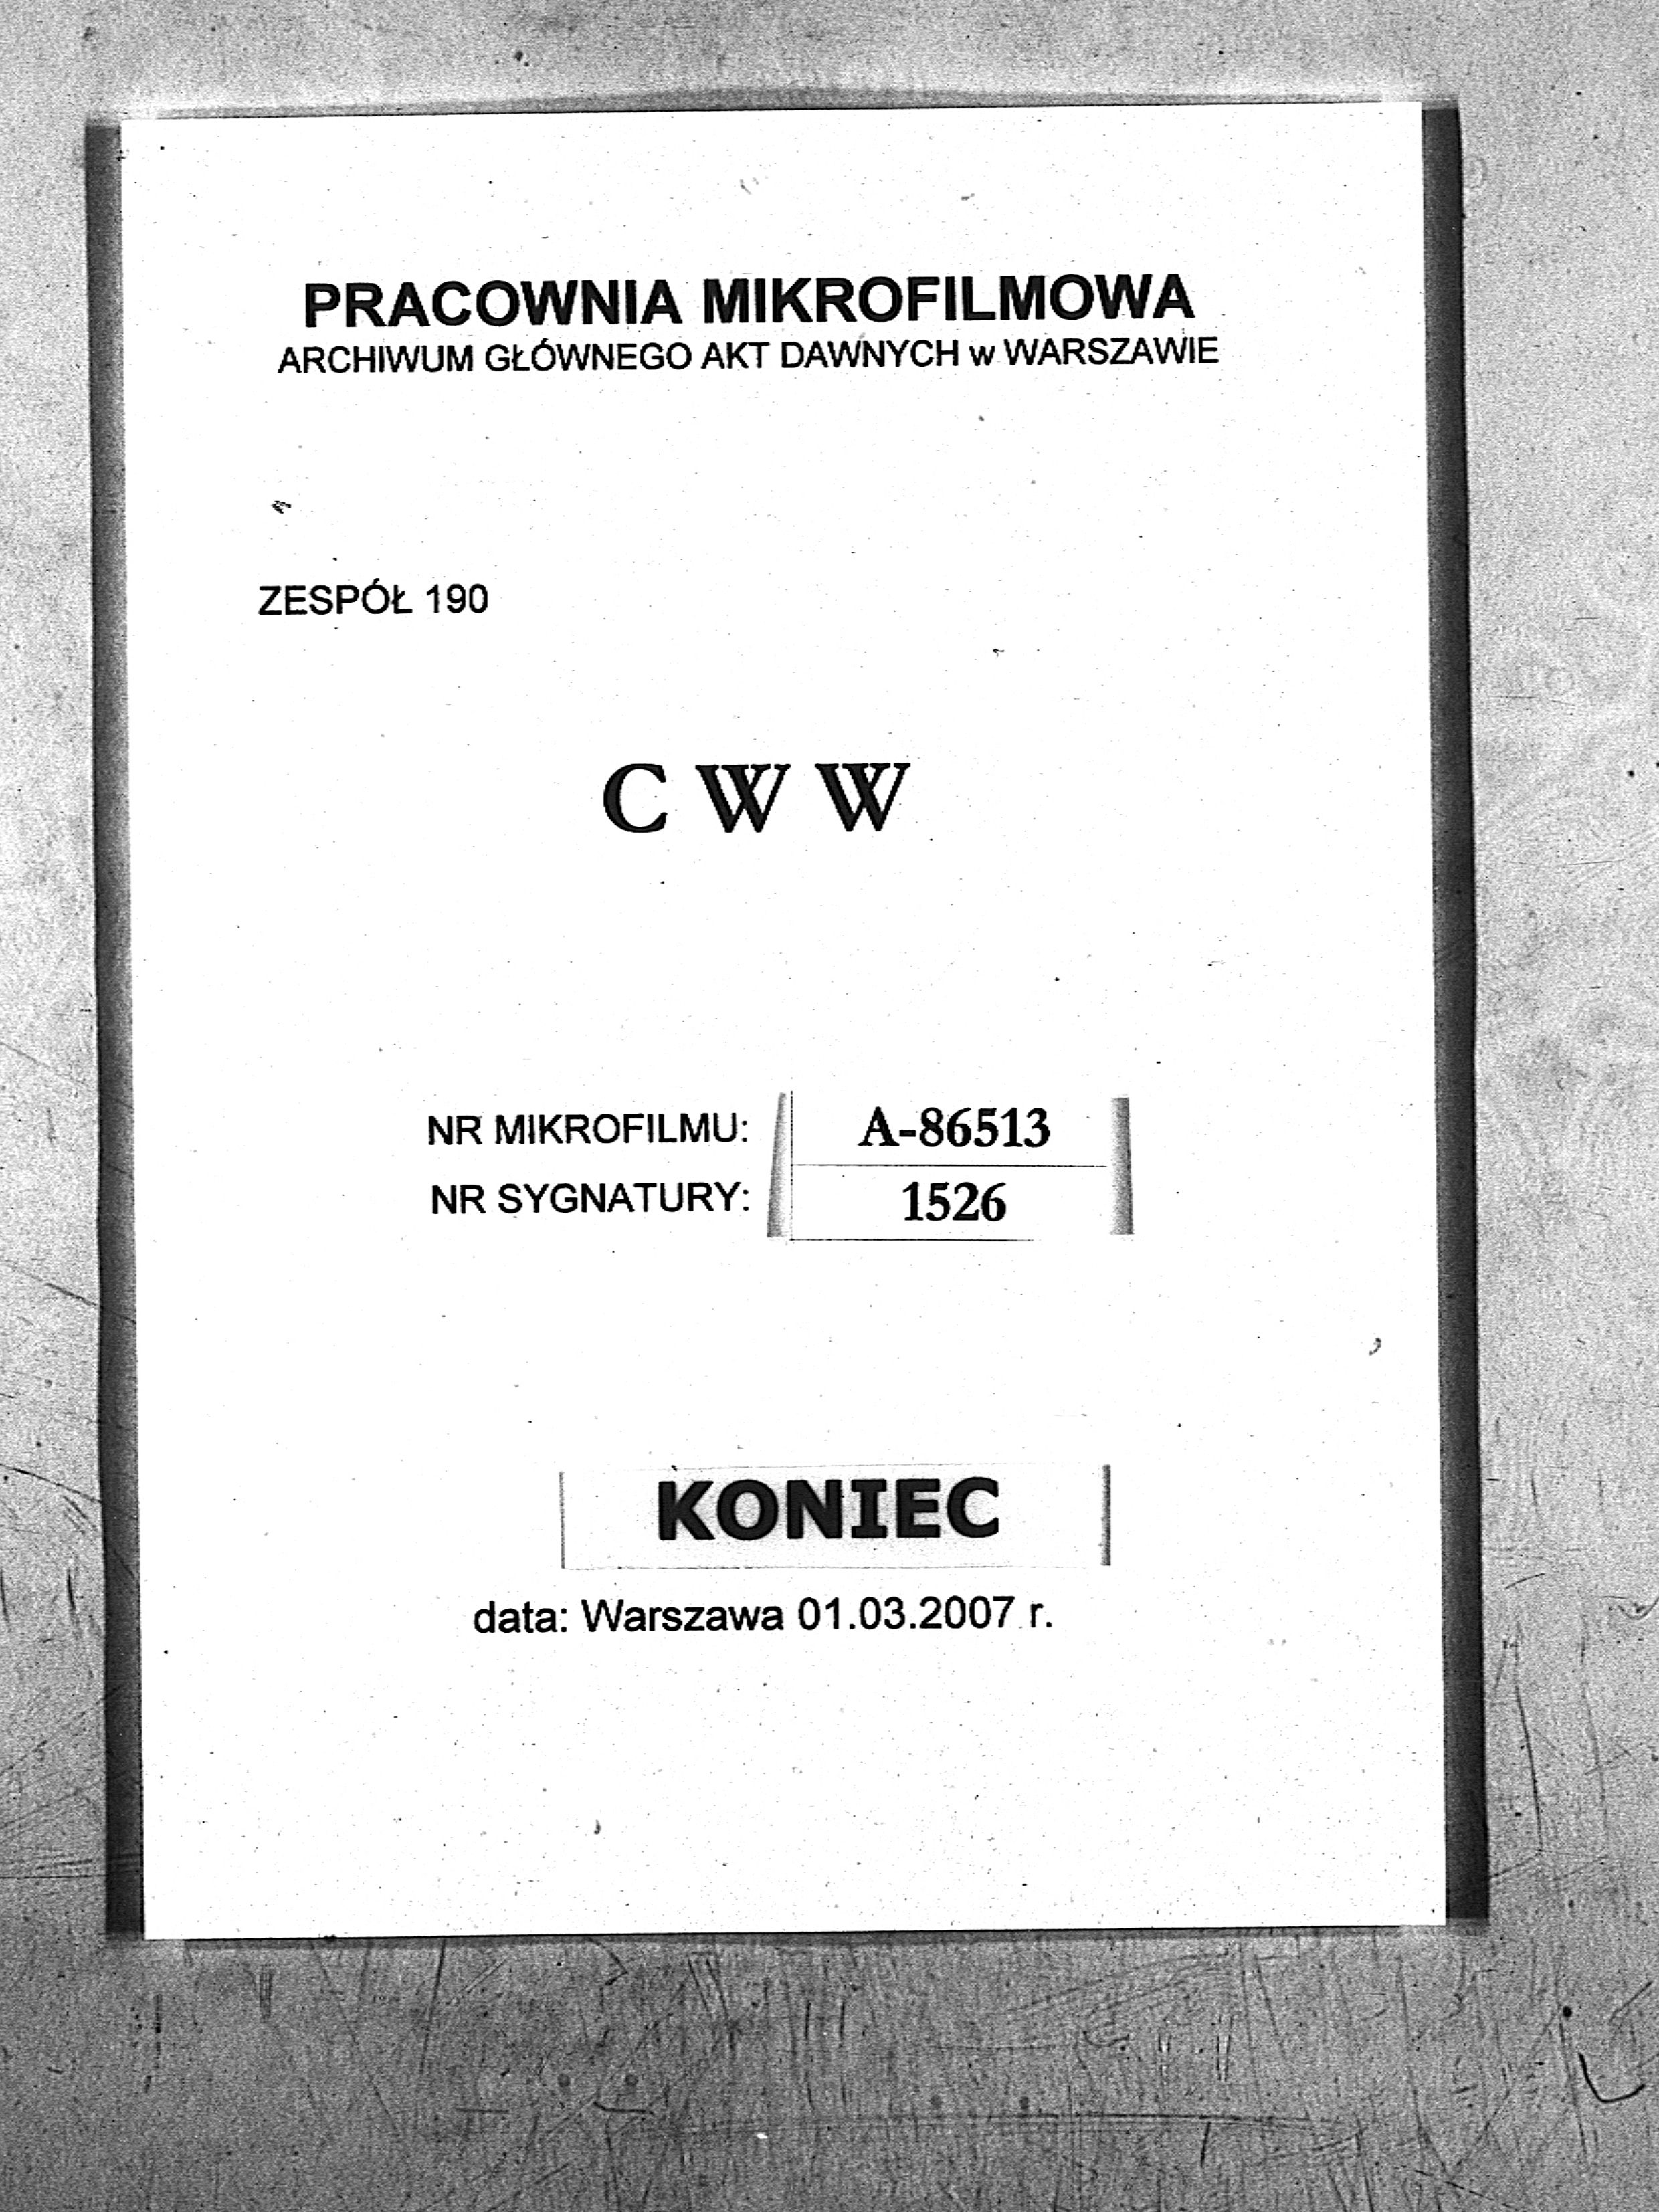 PRACOWNIA MIKROFILMOWA
ARCHIWUM GŁÓWNEGO AKT DAWNYCH w WARSZAWIE
ZESPÓŁ 190
C W W
NR MIKROFILMU: A-86513
NR SYGNATURY: 1526
KONIEC
data: Warszawa 01.03.2007 r.